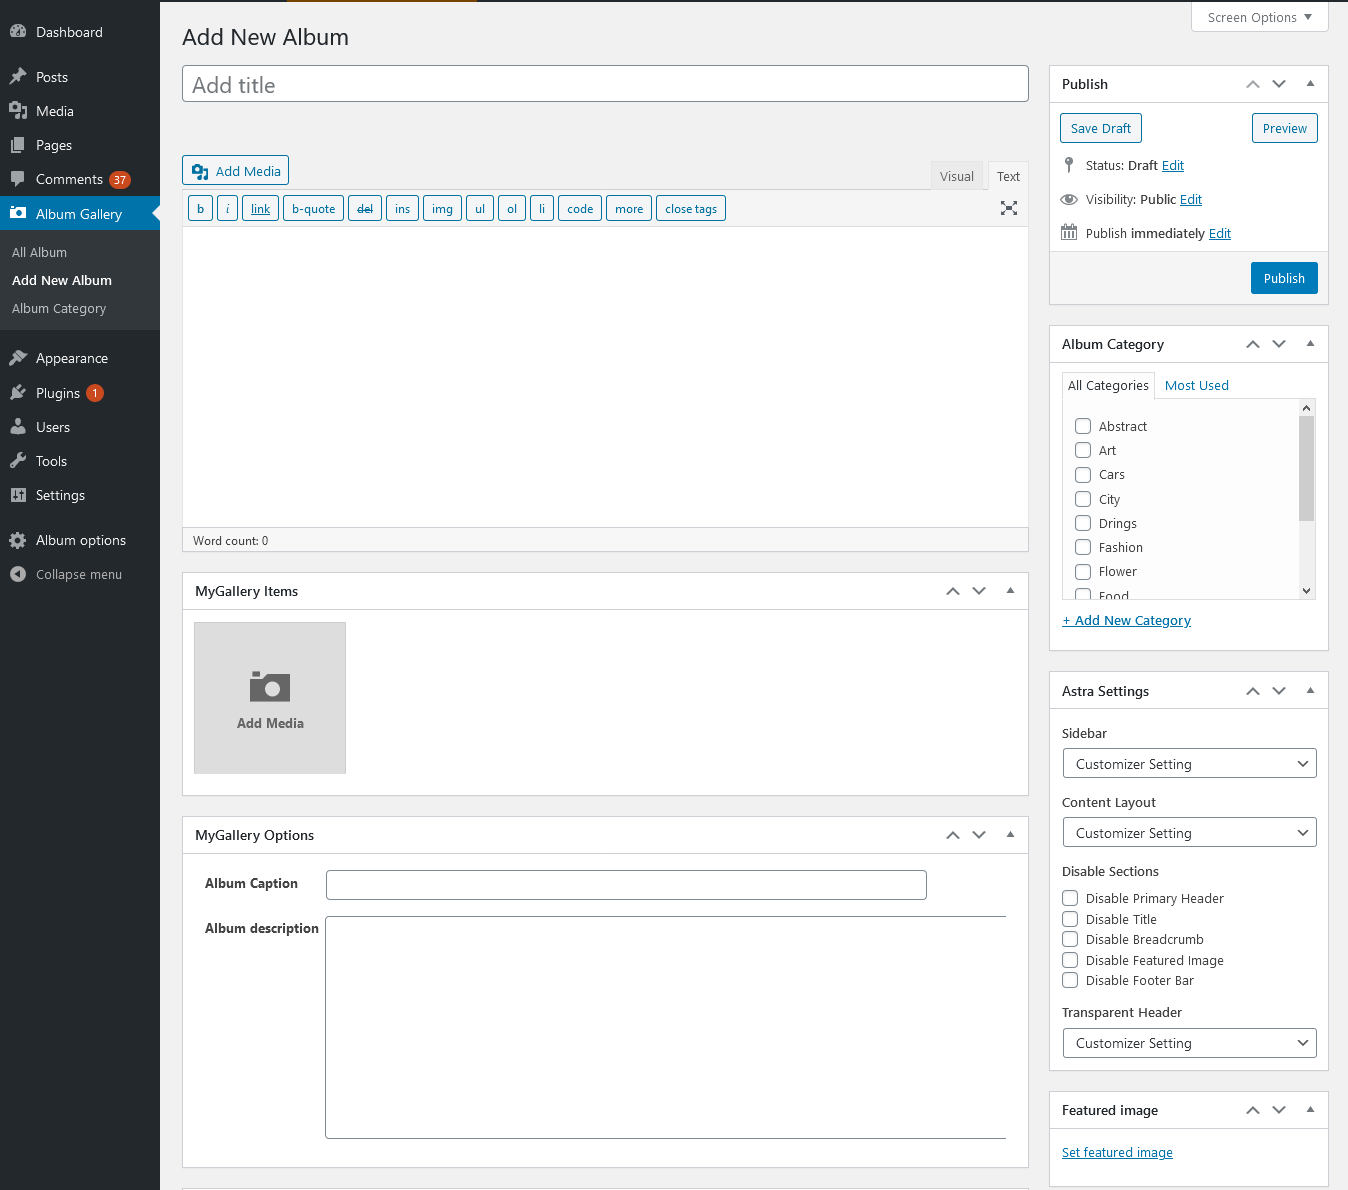 Dashboard
Posts
Media
Pages
Comments 37
Album Gallery
All Album
Add New Album
Album Category
Appearance
Plugins 1
Users
Tools
Settings
Album options
Collapse menu
Screen Options
Add New Album
Add title
Add Media
Visual Text
b i link b-quote del ins img ul ol li code more close tags
Word count: 0
MyGallery Items
Add Media
MyGallery Options
Album Caption
Album description
Publish
Save Draft Preview
Status: Draft Edit
Visibility: Public Edit
Publish immediately Edit
Publish
Album Category
All Categories Most Used
Abstract
Art
Cars
City
Drings
Fashion
Flower
Food
+ Add New Category
Astra Settings
Sidebar
Customizer Setting
Content Layout
Customizer Setting
Disable Sections
Disable Primary Header
Disable Title
Disable Breadcrumb
Disable Featured Image
Disable Footer Bar
Transparent Header
Customizer Setting
Featured image
Set featured image